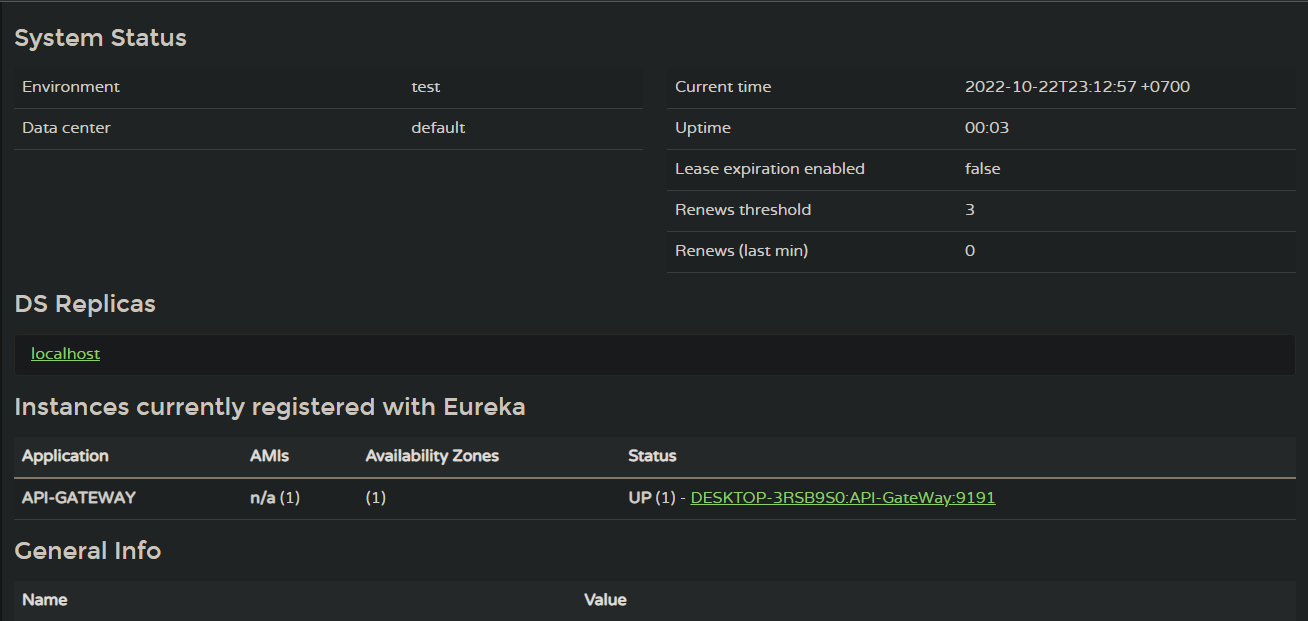 System Status
Environment test
Data center default
Current time 2022-10-22T23:12:57 +0700
Uptime 00:03
Lease expiration enabled false
Renews threshold 3
Renews (last min) 0
DS Replicas
localhost
Instances currently registered with Eureka
Application AMIs Availability Zones Status
API-GATEWAY n/a (1) (1) UP (1) - DESKTOP-3RSB9S0:API-GateWay:9191
General Info
Name Value